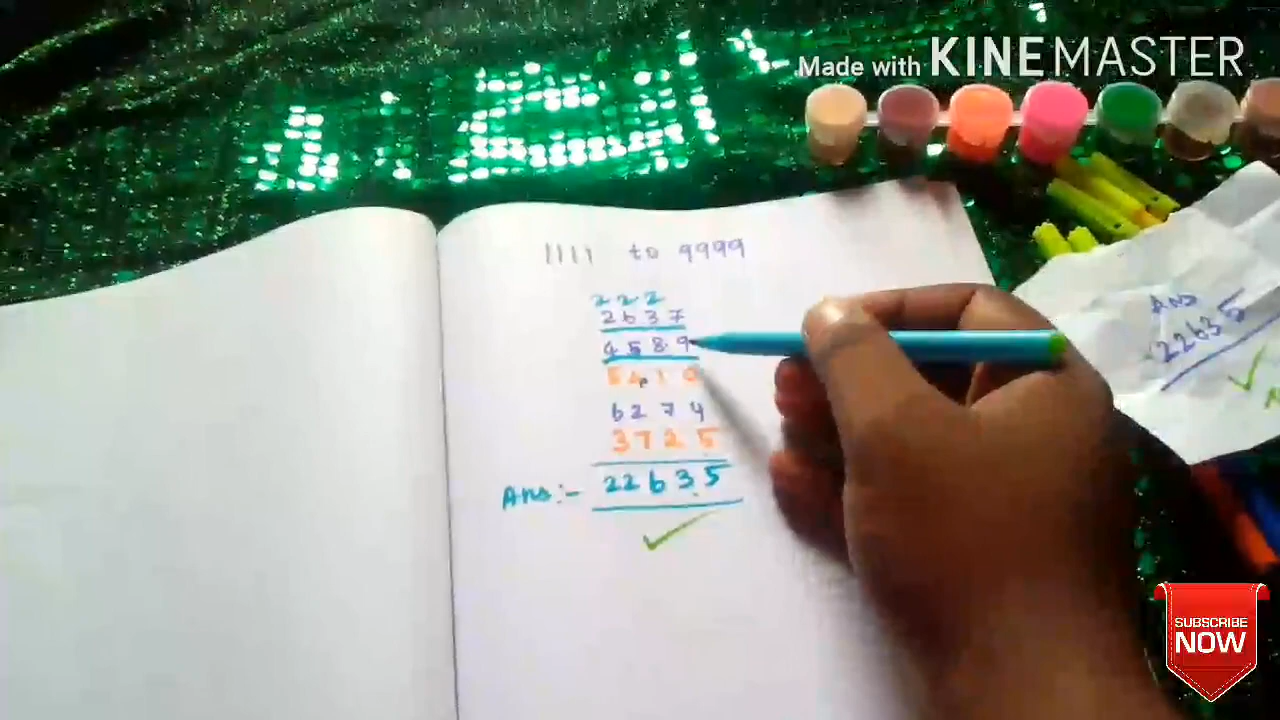 Made with KINEMASTER
1111 to 9999
222
2637
4589
5410
6274
3725
Ans:- 22635
Ans
22635
SUBSCRIBE
NOW